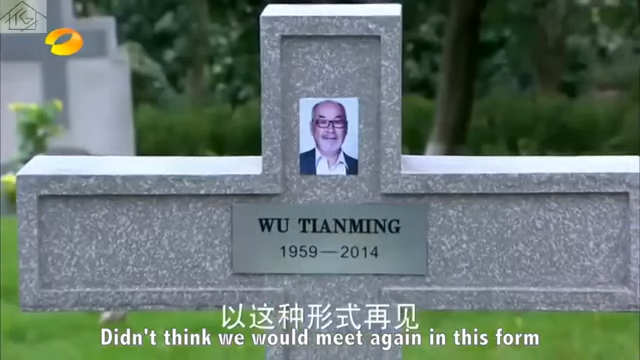 WU TIANMING
1959—2014
以这种形式再见
Didn't think we would meet again in this form